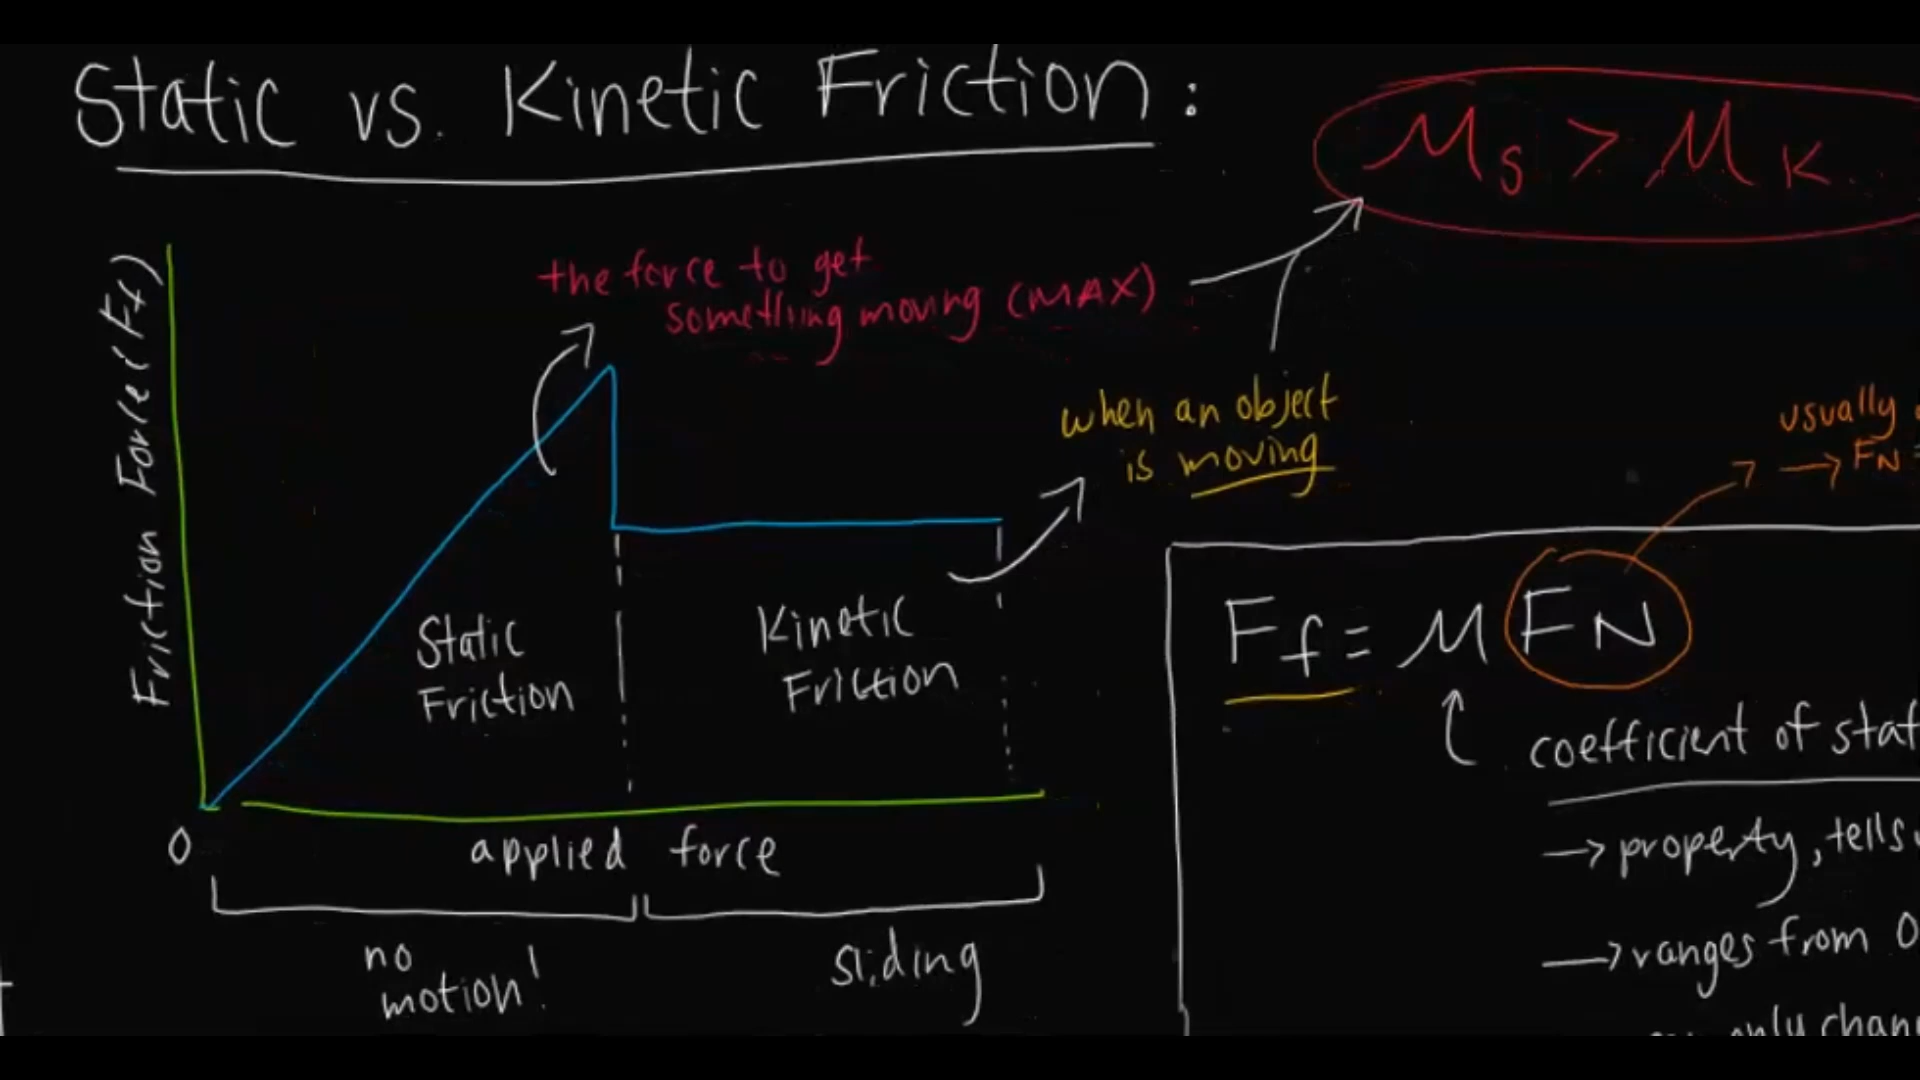 Static vs. Kinetic Friction:
μs > μk
the force to get
something moving (MAX)
Friction Force (Ff)
when an object
is moving
usually
→ FN =
Static
Friction
Kinetic
Friction
Ff = μ FN
coefficient of stat
→ property, tells
→ ranges from 0
only chan
0
applied force
no
motion!
sliding